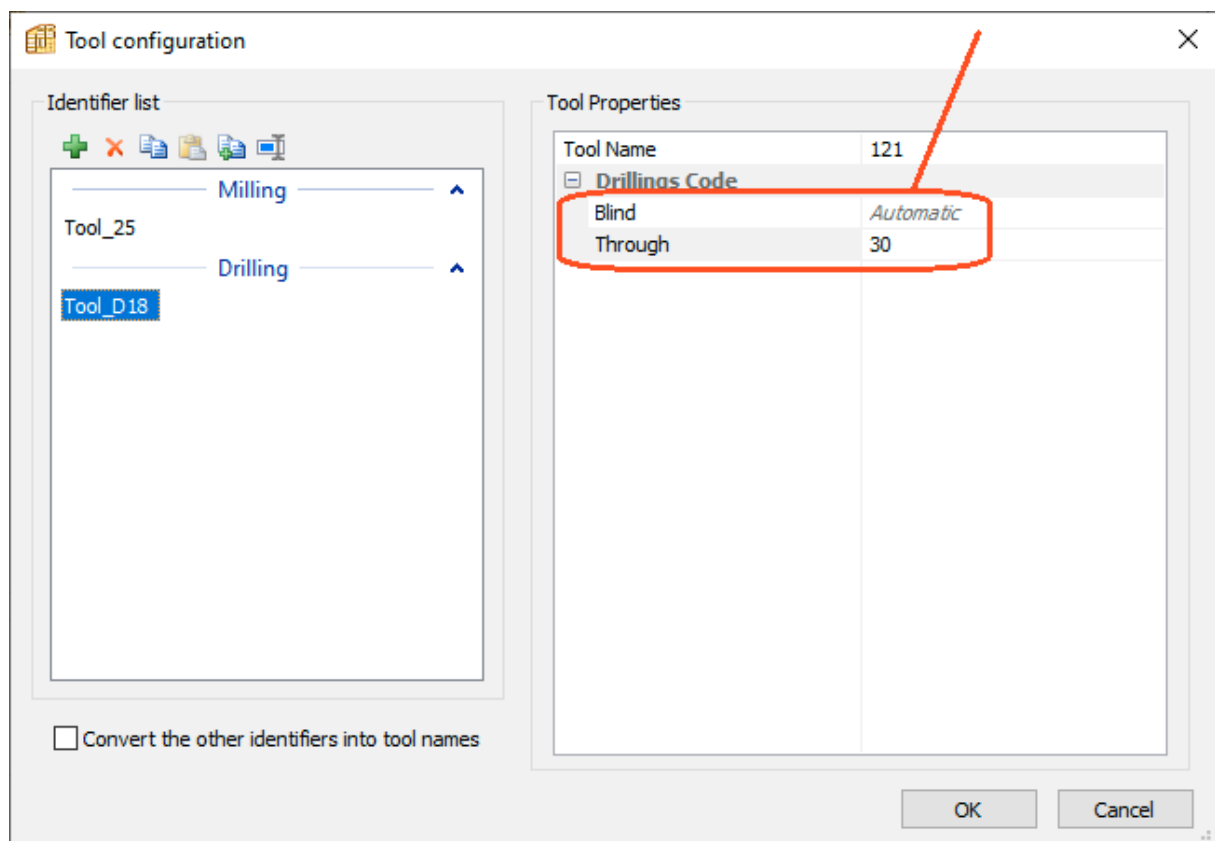 Tool configuration
Identifier list
Milling
Tool_25
Drilling
Tool_D18
Convert the other identifiers into tool names
Tool Properties
Tool Name 121
Drillings Code
Blind Automatic
Through 30
OK Cancel